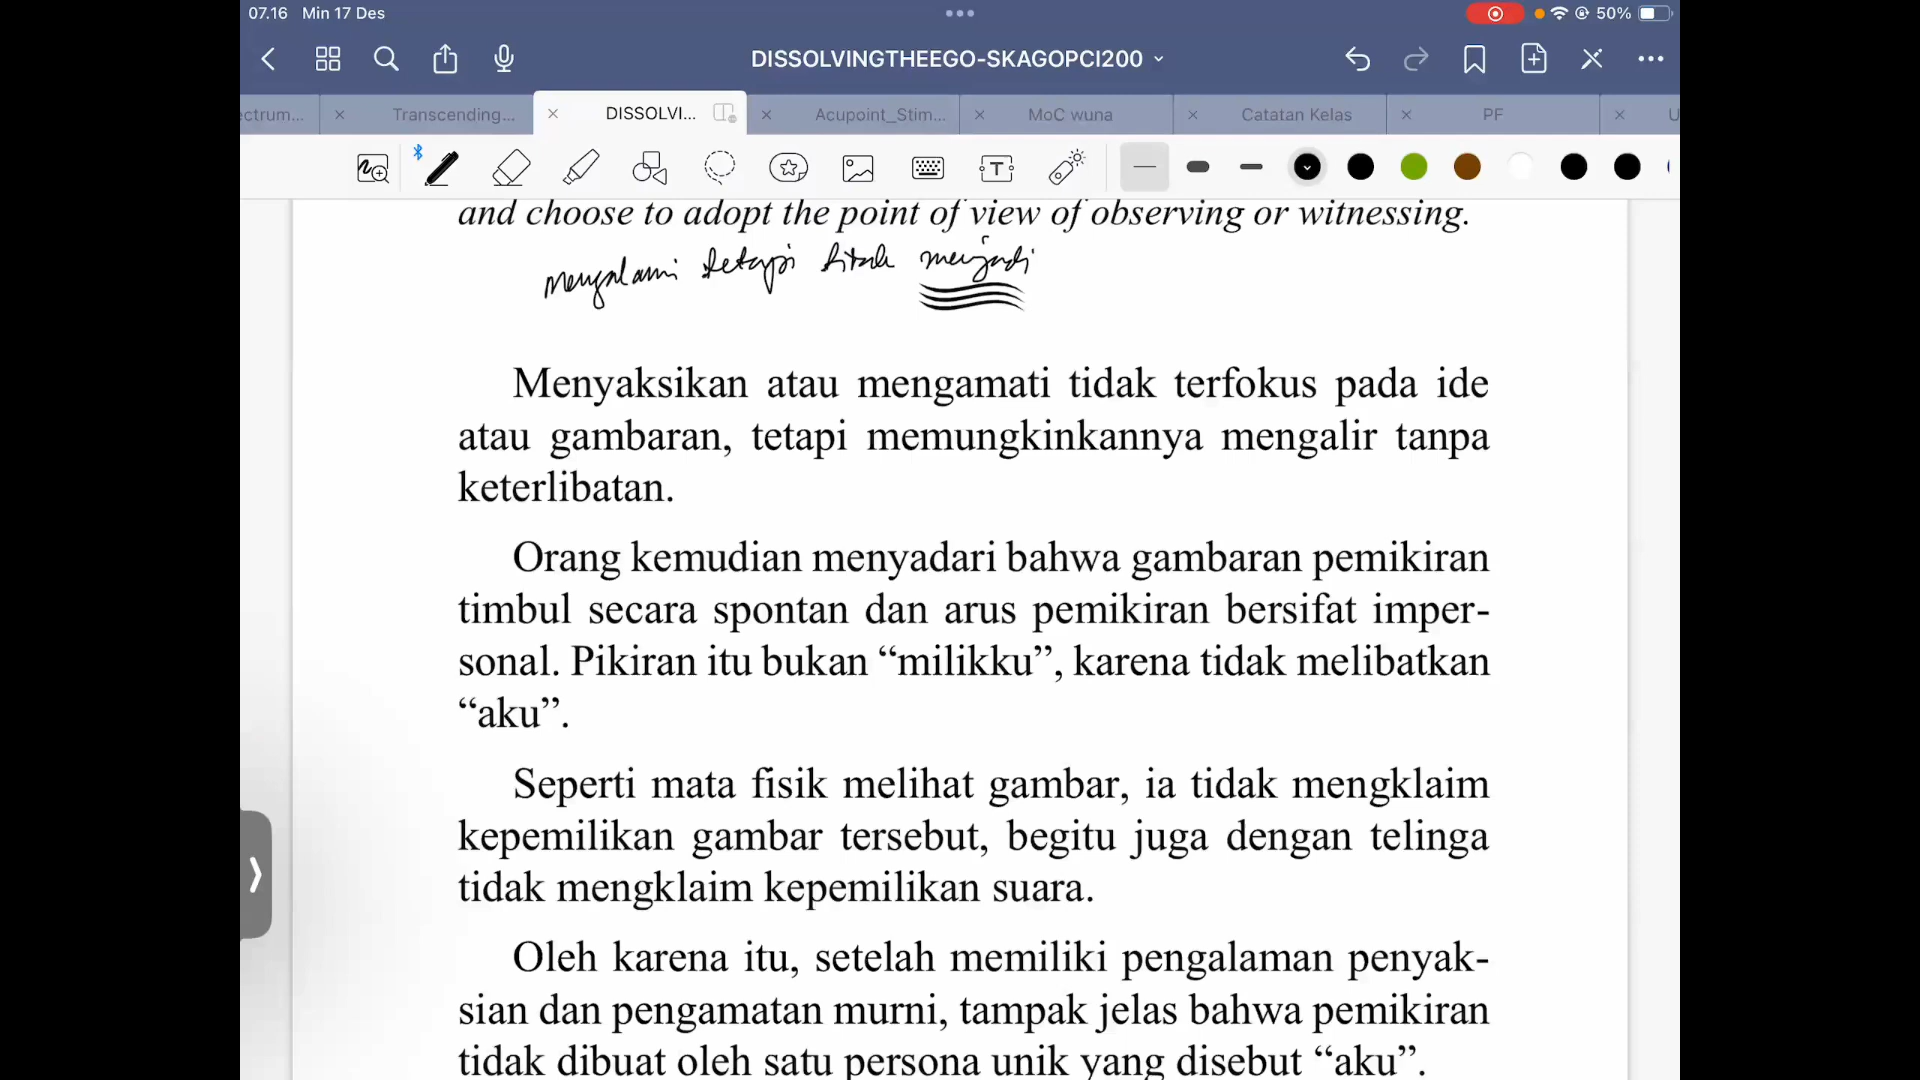 07.16 Min 17 Des
50%
DISSOLVINGTHEEGO-SKAGOPCI200
ectrum...
Transcending...
DISSOLVI...
Acupoint_Stim...
MoC wuna
Catatan Kelas
PF
U
and choose to adopt the point of view of observing or witnessing.
mengalami tetapi tidak menjadi
Menyaksikan atau mengamati tidak terfokus pada ide
atau gambaran, tetapi memungkinkannya mengalir tanpa
keterlibatan.
Orang kemudian menyadari bahwa gambaran pemikiran
timbul secara spontan dan arus pemikiran bersifat imper-
sonal. Pikiran itu bukan “milikku”, karena tidak melibatkan
“aku”.
Seperti mata fisik melihat gambar, ia tidak mengklaim
kepemilikan gambar tersebut, begitu juga dengan telinga
tidak mengklaim kepemilikan suara.
Oleh karena itu, setelah memiliki pengalaman penyak-
sian dan pengamatan murni, tampak jelas bahwa pemikiran
tidak dibuat oleh satu persona unik yang disebut “aku”.